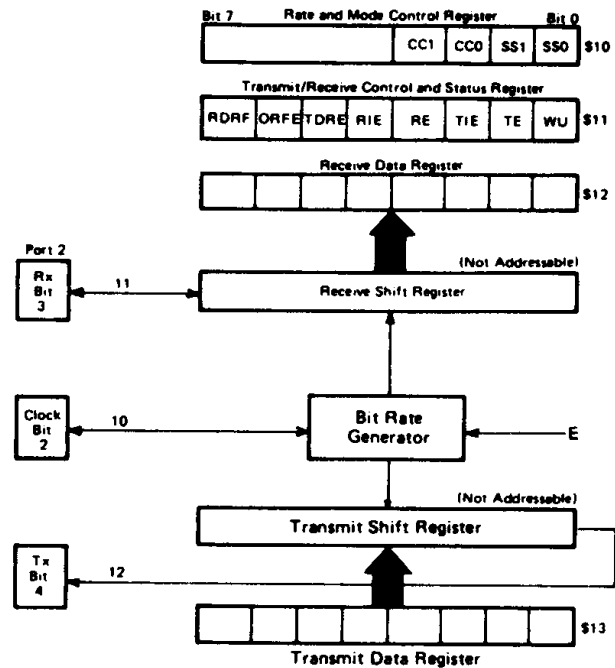 Bit 7 Rate and Mode Control Register Bit 0
CC1 CC0 SS1 SS0 $10
Transmit/Receive Control and Status Register
RDRF ORFE TDRE RIE RE TIE TE WU $11
Receive Data Register
$12
Port 2
(Not Addressable)
Rx
Bit
3
11
Receive Shift Register
Clock
Bit
2
10
Bit Rate
Generator
E
(Not Addressable)
Transmit Shift Register
Tx
Bit
4
12
$13
Transmit Data Register